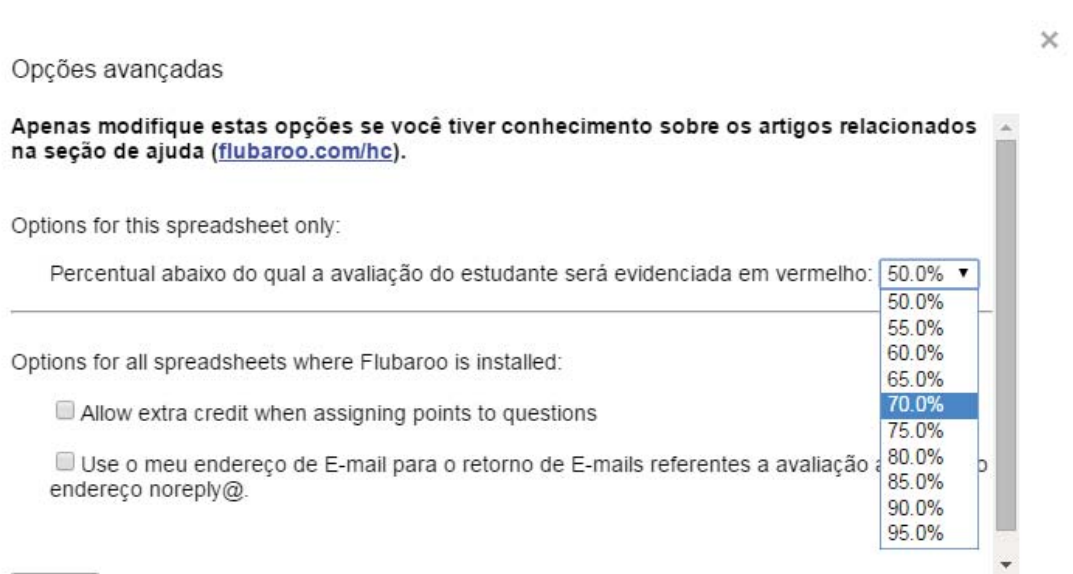 Opções avançadas
Apenas modifique estas opções se você tiver conhecimento sobre os artigos relacionados
na seção de ajuda (flubaroo.com/hc).
Options for this spreadsheet only:
Percentual abaixo do qual a avaliação do estudante será evidenciada em vermelho: 50.0%
50.0%
55.0%
60.0%
65.0%
70.0%
75.0%
80.0%
85.0%
90.0%
95.0%
Options for all spreadsheets where Flubaroo is installed:
Allow extra credit when assigning points to questions
Use o meu endereço de E-mail para o retorno de E-mails referentes a avaliação
endereço noreply@.